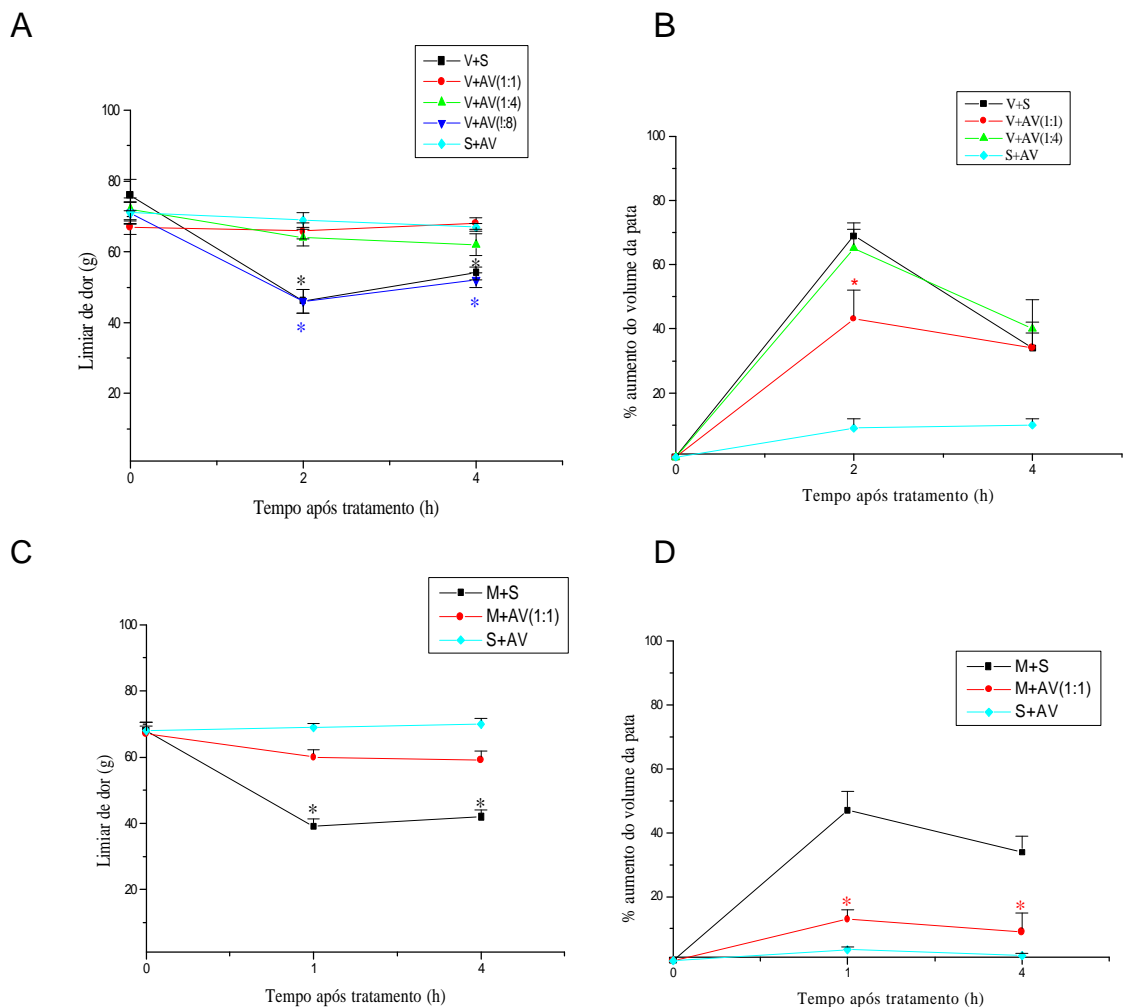 A
V+S
V+AV(1:1)
V+AV(1:4)
V+AV(!:8)
S+AV
100
80
60
40
20
Limiar de dor (g)
*
*
*
*
0
2
4
Tempo após tratamento (h)
B
V+S
V+AV(1:1)
V+AV(1:4)
S+AV
100
80
60
40
20
% aumento do volume da pata
*
0
2
4
Tempo após tratamento (h)
C
M+S
M+AV(1:1)
S+AV
100
80
60
40
20
Limiar de dor (g)
*
*
0
1
4
Tempo após tratamento (h)
D
M+S
M+AV(1:1)
S+AV
100
80
60
40
20
% aumento do volume da pata
*
*
0
1
4
Tempo após tratamento (h)